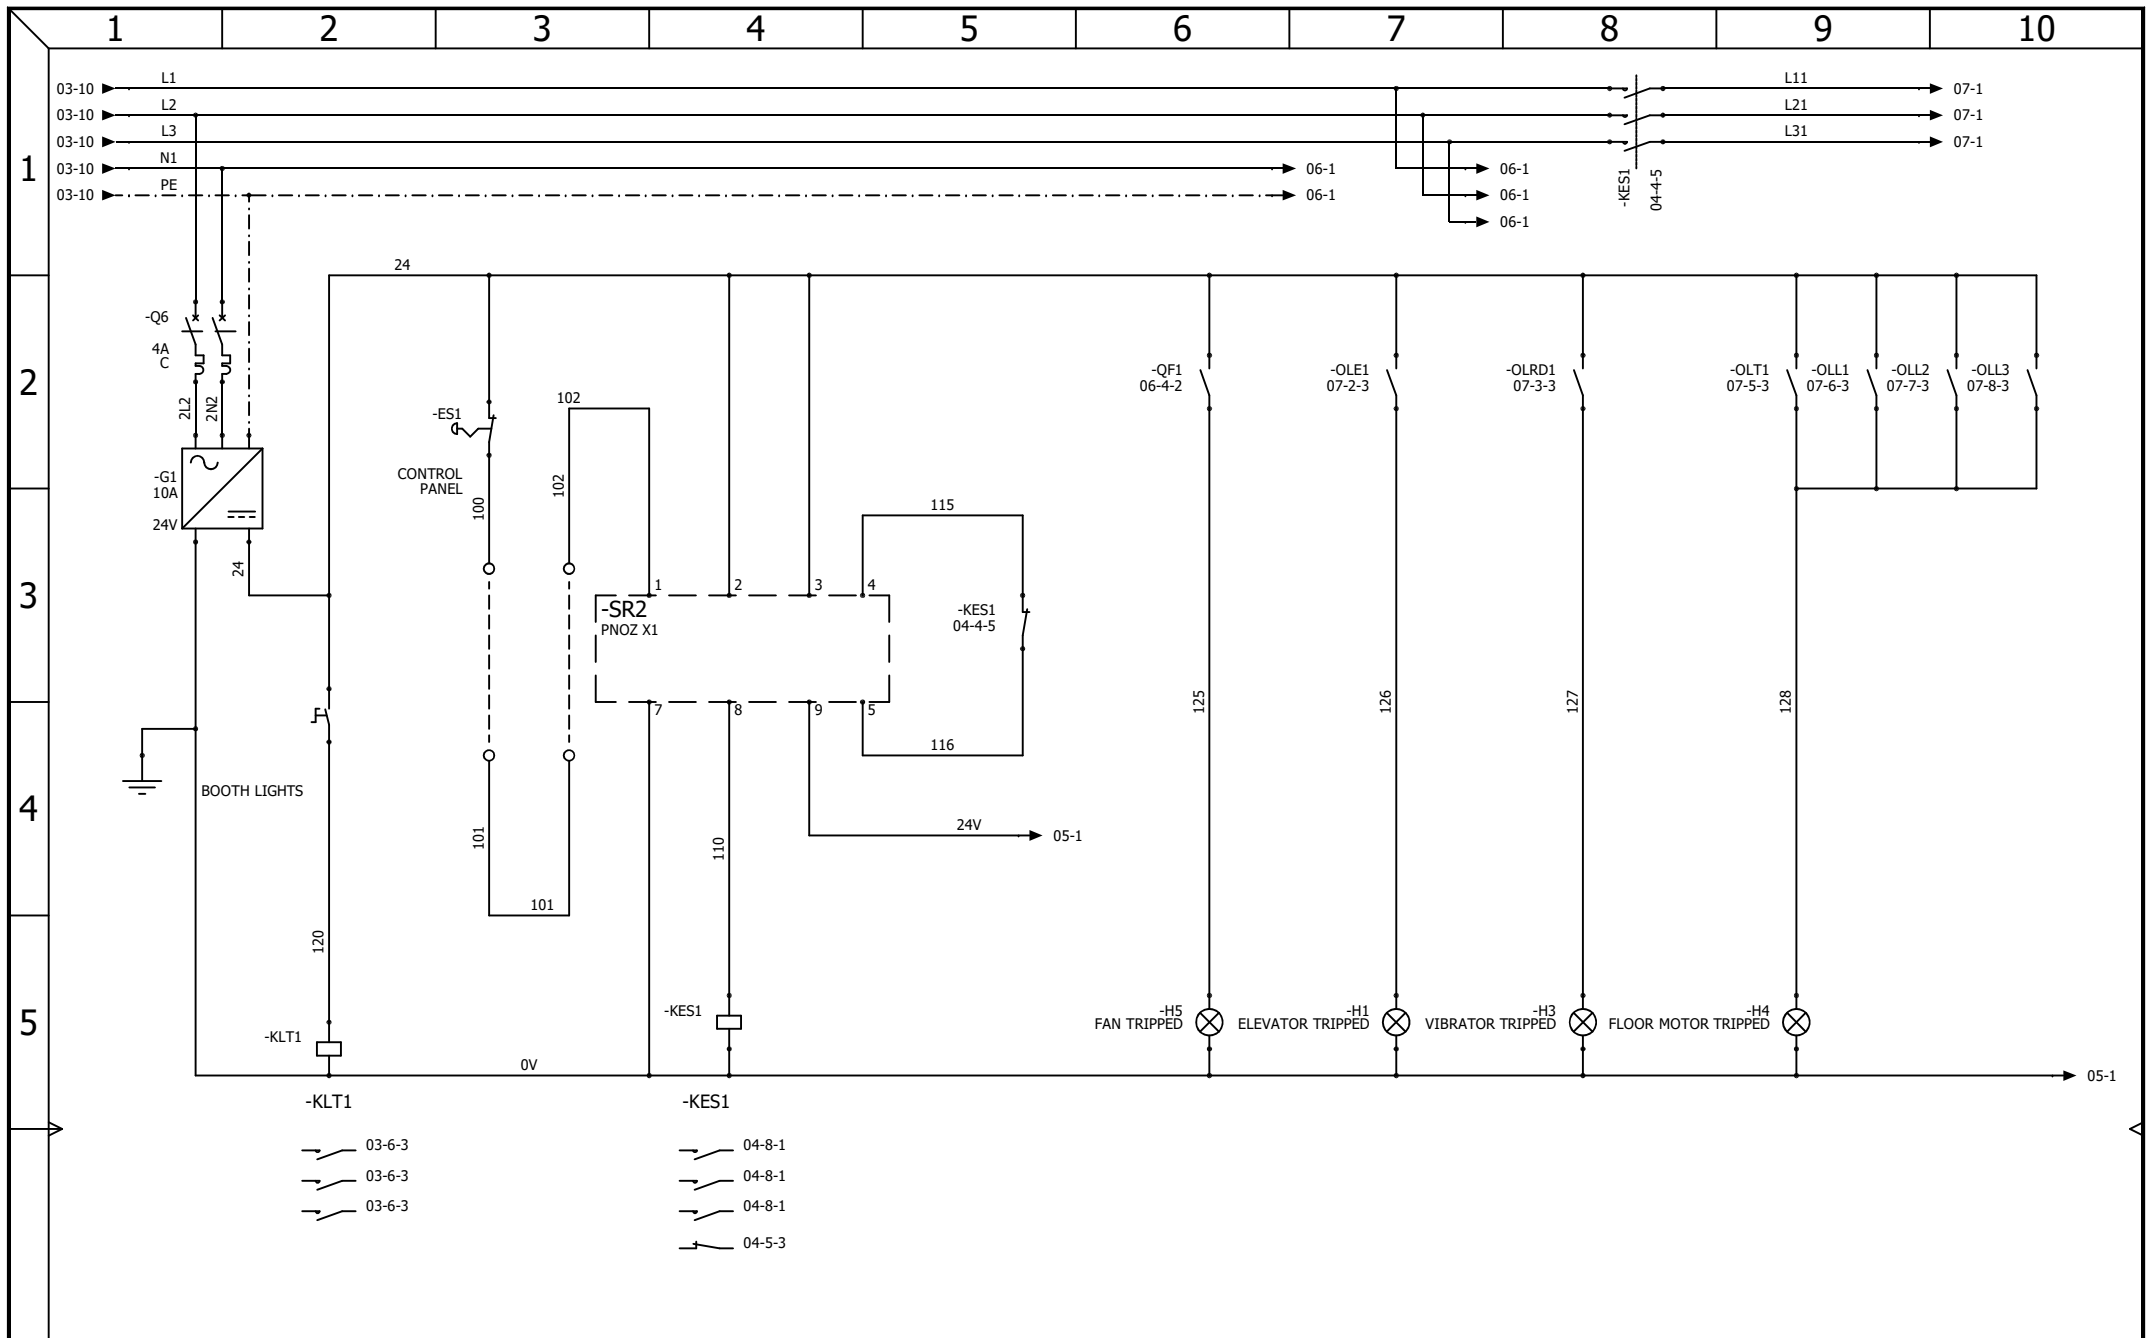 1 2 3 4 5 6 7 8 9 10
03-10 L1 L11 07-1
03-10 L2 L21 07-1
03-10 L3 L31 07-1
1
03-10 N1 06-1 06-1
03-10 PE 06-1 06-1
06-1
-KES1
04-4-5
24
-Q6
4A
C
2L2
2N2
2
-QF1
06-4-2
-OLE1
07-2-3
-OLRD1
07-3-3
-OLT1
07-5-3
-OLL1
07-6-3
-OLL2
07-7-3
-OLL3
07-8-3
-ES1
102
CONTROL
PANEL
100
102
-G1
10A
24V
24
115
3
1 2 3 4
-SR2
PNOZ X1
-KES1
04-4-5
7 8 9 5
116
125
126
127
128
4
BOOTH LIGHTS
24V 05-1
101
110
101
120
5
-KLT1
-KES1
-H5
FAN TRIPPED
-H1
ELEVATOR TRIPPED
-H3
VIBRATOR TRIPPED
-H4
FLOOR MOTOR TRIPPED
0V 05-1
-KLT1
03-6-3
03-6-3
03-6-3
-KES1
04-8-1
04-8-1
04-8-1
04-5-3